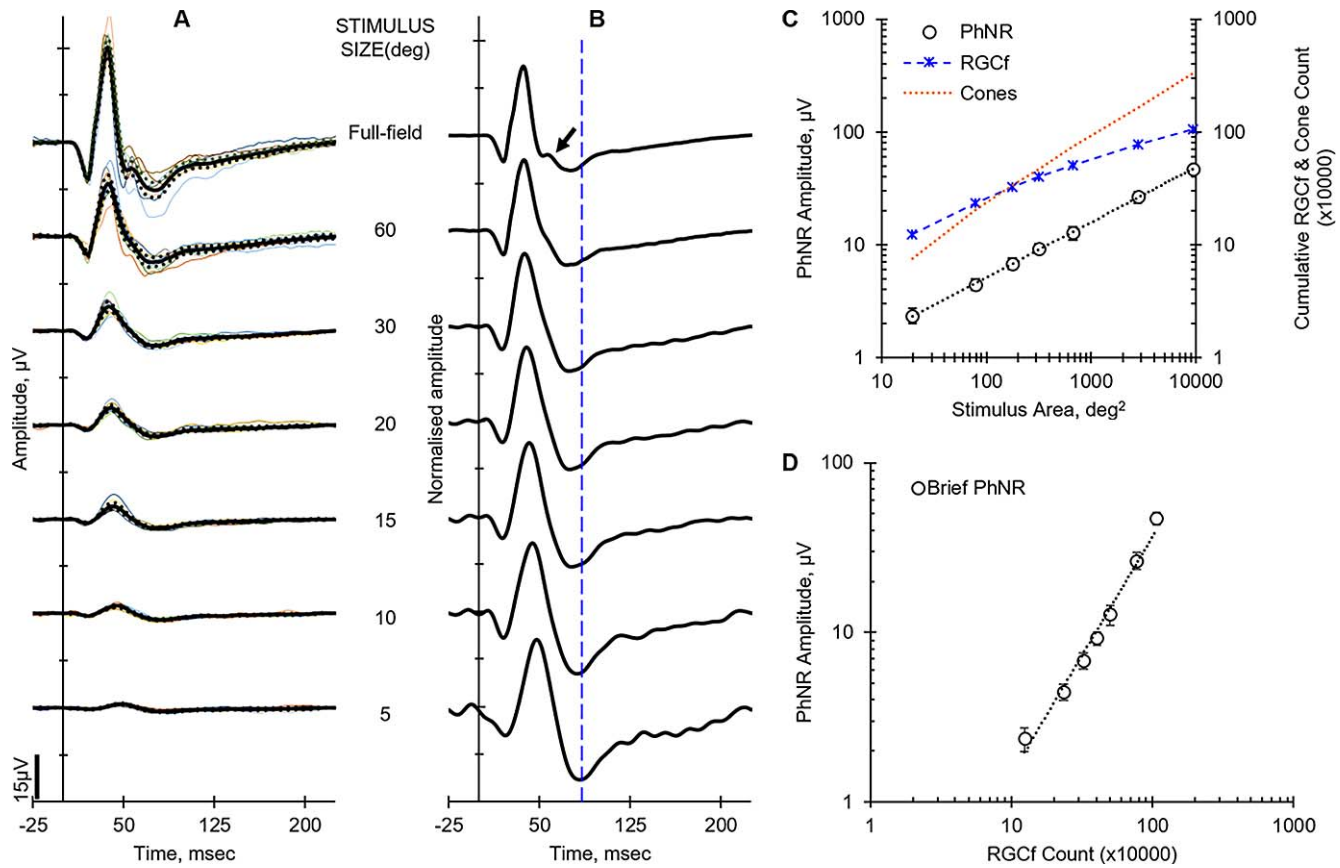 A
STIMULUS
SIZE(deg)
B
Full-field
60
30
20
15
10
5
Amplitude, µV
15µV
-25 50 125 200
Time, msec
Normalised amplitude
-25 50 125 200
Time, msec
C
PhNR
RGCf
Cones
1000
100
10
1
PhNR Amplitude, µV
1000
100
10
1
Cumulative RGCf & Cone Count
(x10000)
10 100 1000 10000
Stimulus Area, deg²
D
Brief PhNR
100
10
1
PhNR Amplitude, µV
1 10 100 1000
RGCf Count (x10000)